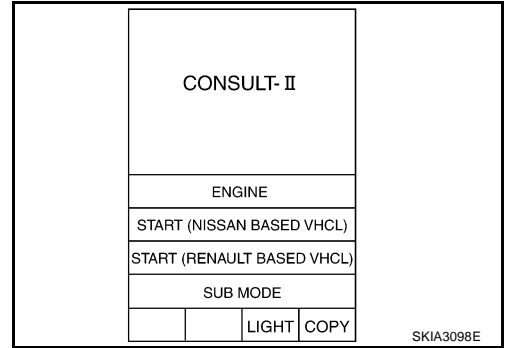 CONSULT-Ⅱ
ENGINE
START (NISSAN BASED VHCL)
START (RENAULT BASED VHCL)
SUB MODE
LIGHT COPY
SKIA3098E